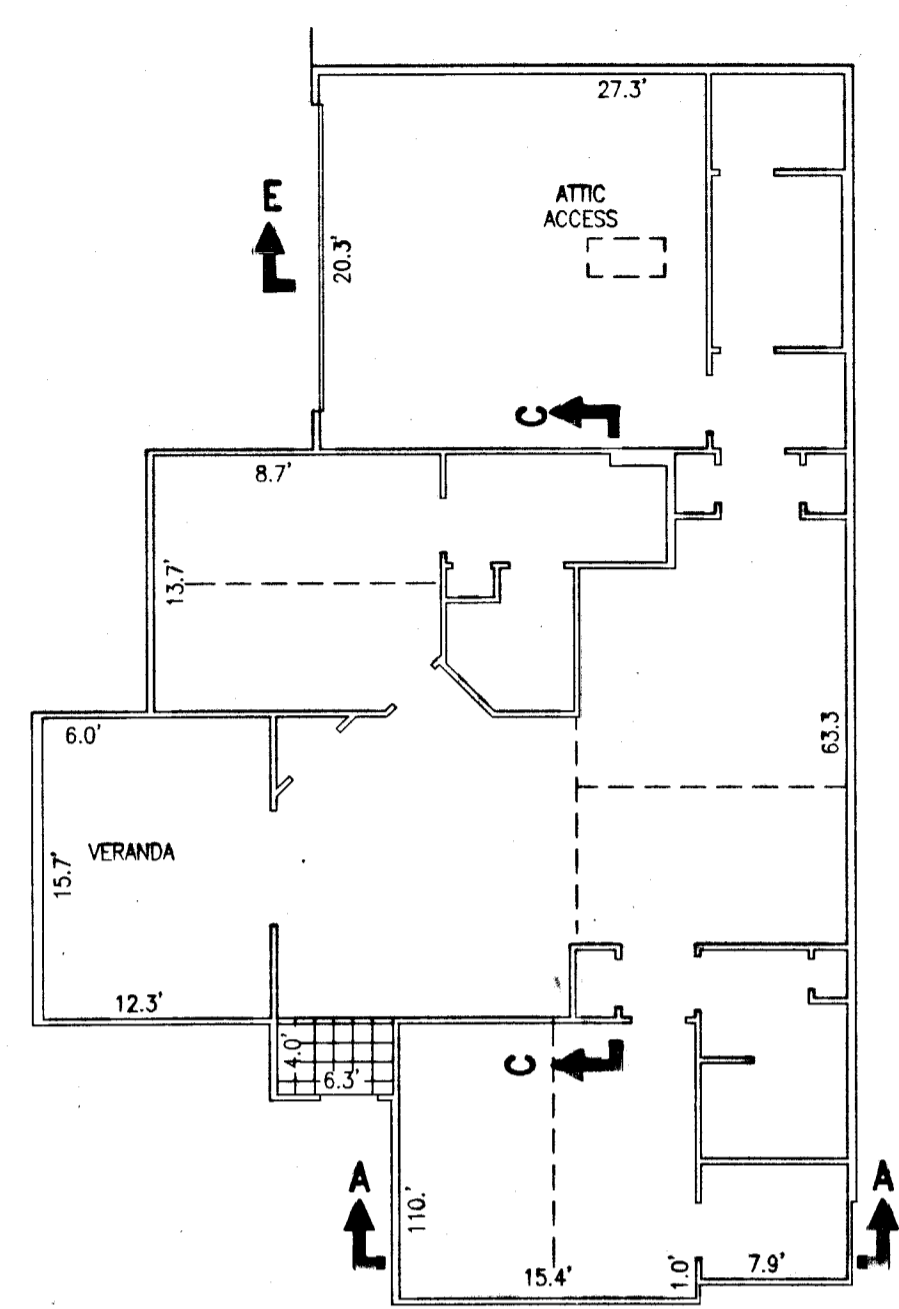 27.3'
E
ATTIC
ACCESS
20.3'
C
8.7'
13.7'
6.0'
63.3
VERANDA
15.7'
12.3'
4.0'
6.3'
C
A
A
110.'
15.4'
1.0'
7.9'